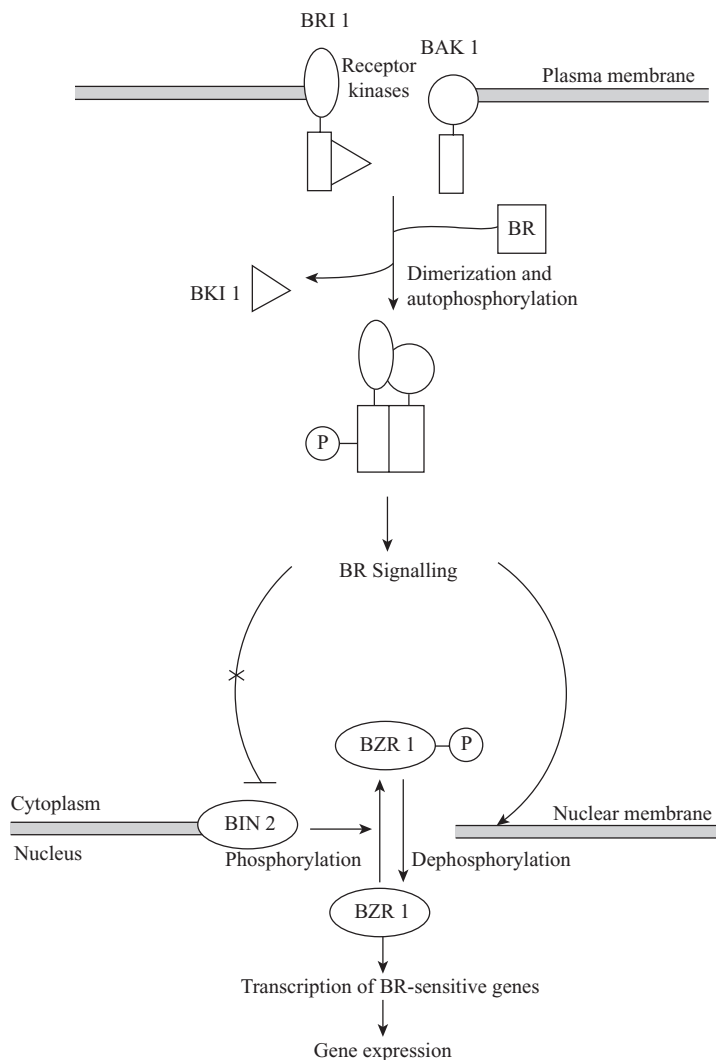 BRI 1
BAK 1
Receptor
kinases
Plasma membrane
BR
BKI 1
Dimerization and
autophosphorylation
P
BR Signalling
BZR 1
P
Cytoplasm
BIN 2
Nuclear membrane
Nucleus
Phosphorylation
Dephosphorylation
BZR 1
Transcription of BR-sensitive genes
Gene expression